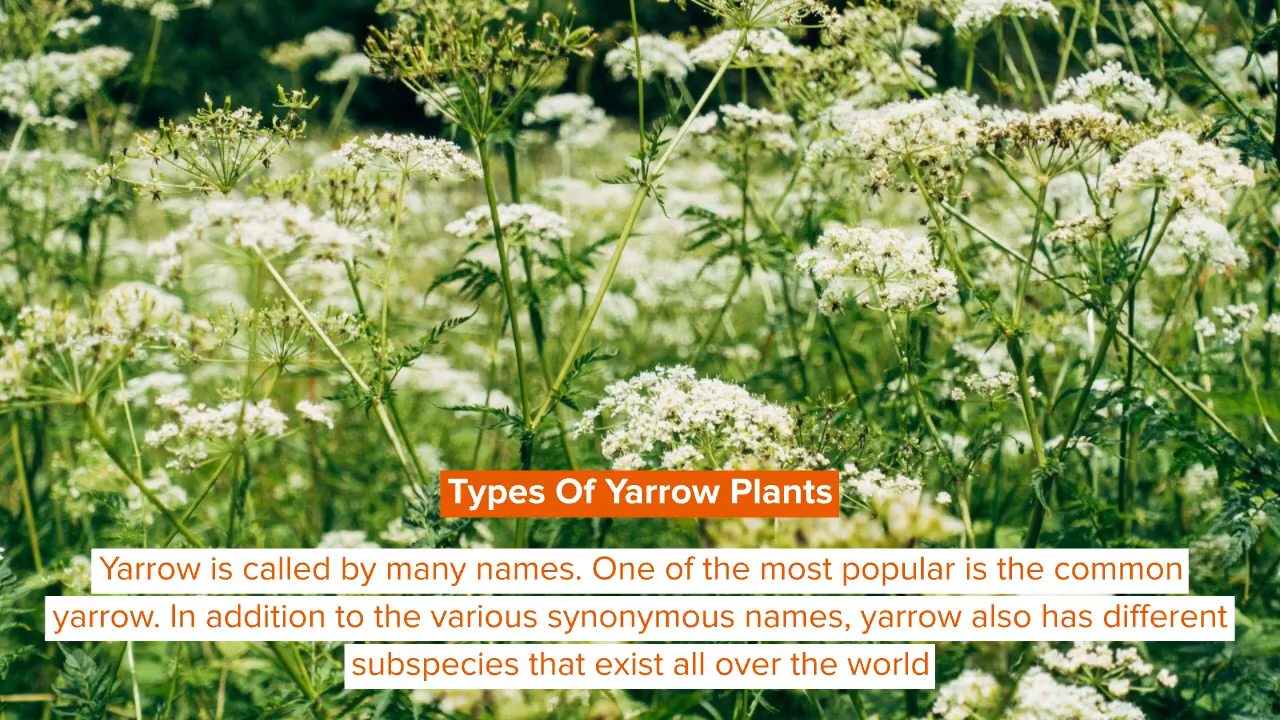 Types Of Yarrow Plants
Yarrow is called by many names. One of the most popular is the common
yarrow. In addition to the various synonymous names, yarrow also has different
subspecies that exist all over the world